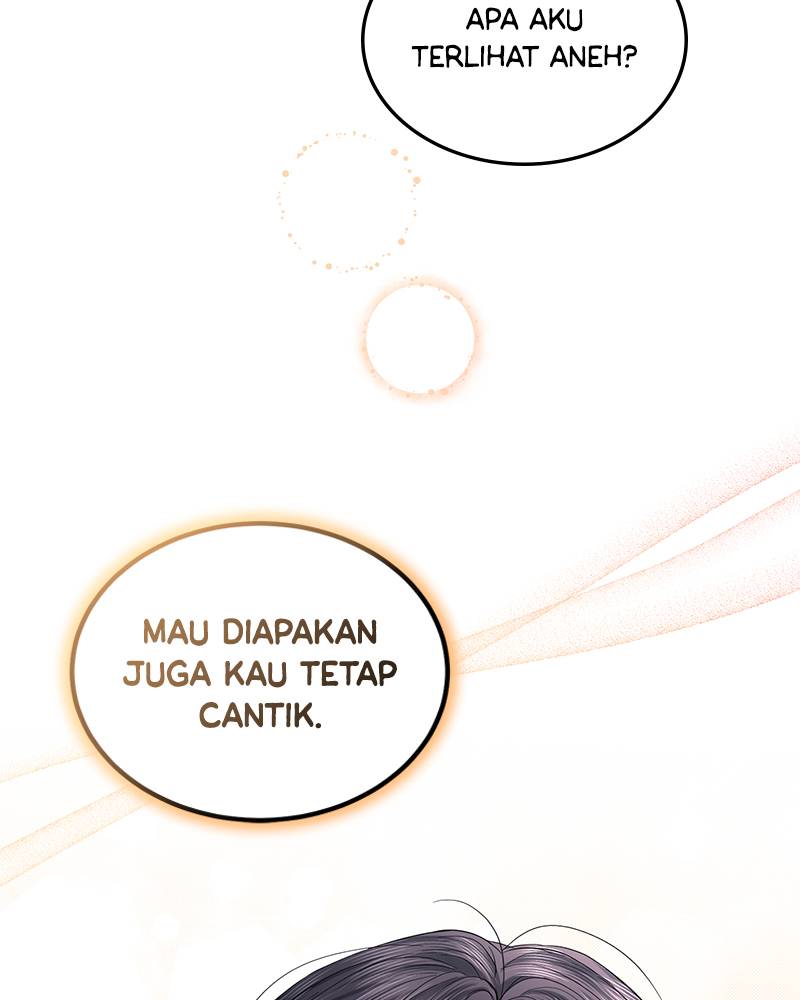 APA AKU
TERLIHAT ANEH?
MAU DIAPAKAN
JUGA KAU TETAP
CANTIK.